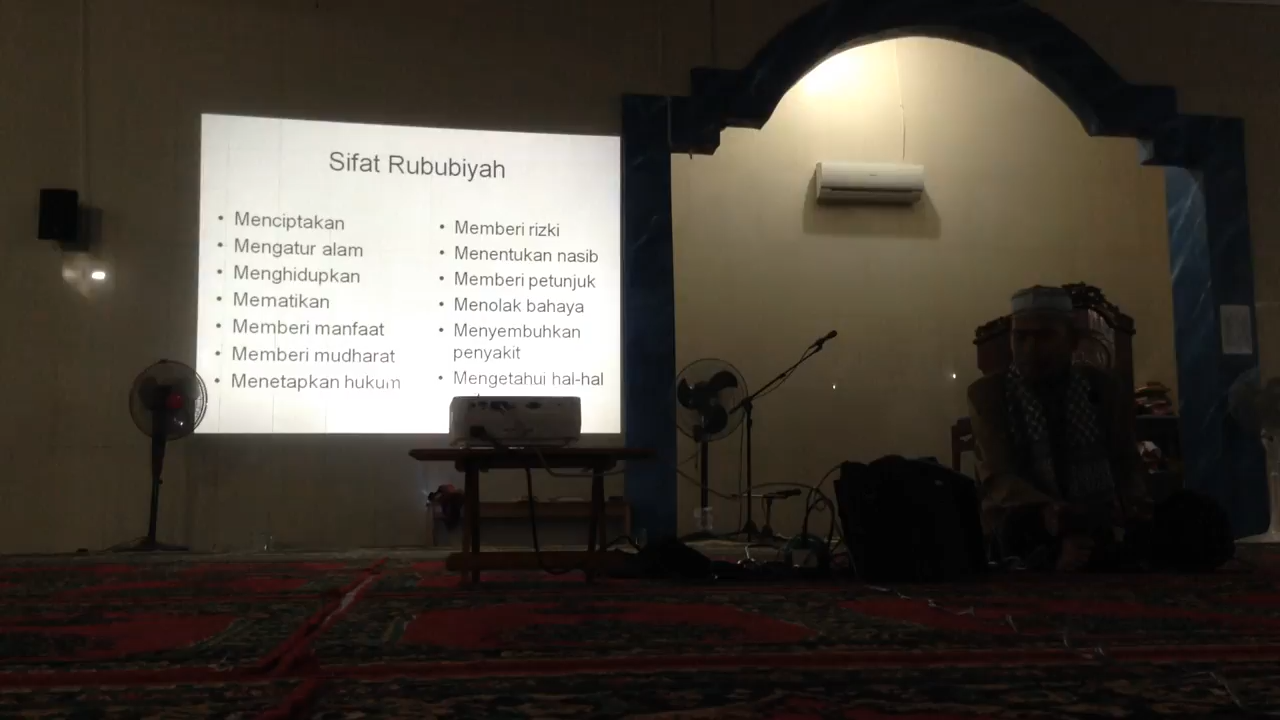 Sifat Rububiyah
• Menciptakan
• Mengatur alam
• Menghidupkan
• Mematikan
• Memberi manfaat
• Memberi mudharat
• Menetapkan hukum
• Memberi rizki
• Menentukan nasib
• Memberi petunjuk
• Menolak bahaya
• Menyembuhkan
penyakit
• Mengetahui hal-hal